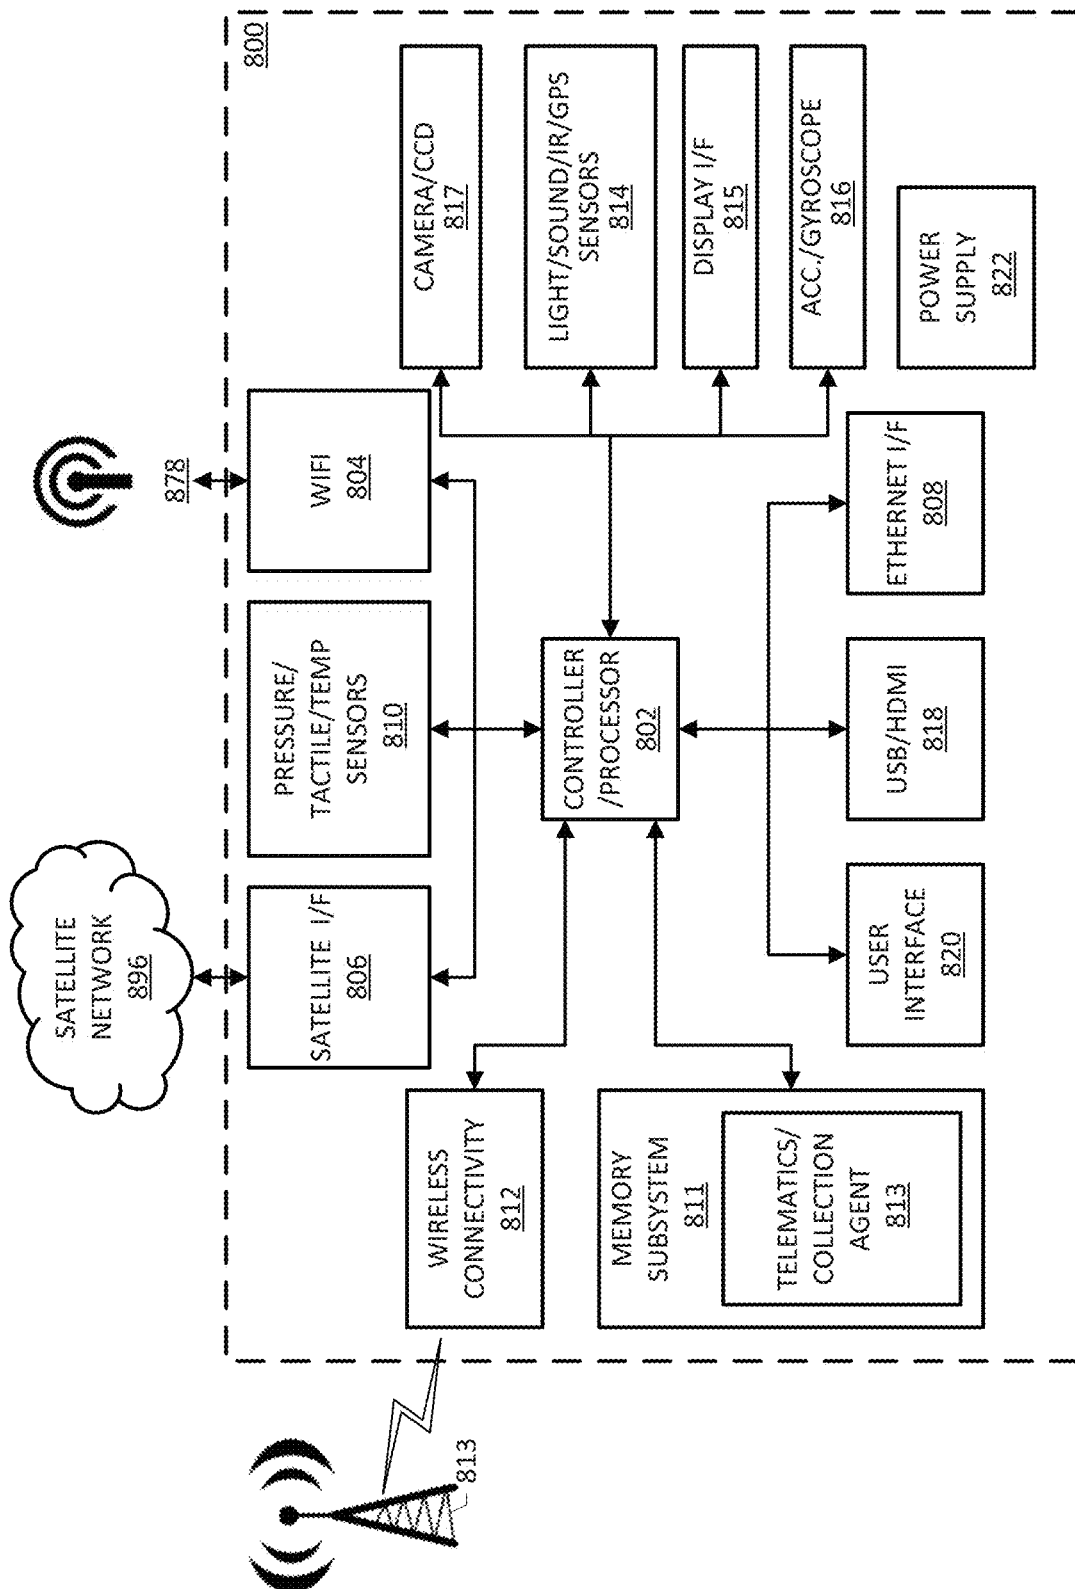 800
SATELLITE
NETWORK
896
878
SATELLITE I/F
806
PRESSURE/
TACTILE/TEMP
SENSORS
810
WIFI
804
CAMERA/CCD
817
WIRELESS
CONNECTIVITY
812
813
LIGHT/SOUND/IR/GPS
SENSORS
814
CONTROLLER
/PROCESSOR
802
DISPLAY I/F
815
MEMORY
SUBSYSTEM
811
TELEMATICS/
COLLECTION
AGENT
813
ACC./GYROSCOPE
816
USER
INTERFACE
820
USB/HDMI
818
ETHERNET I/F
808
POWER
SUPPLY
822